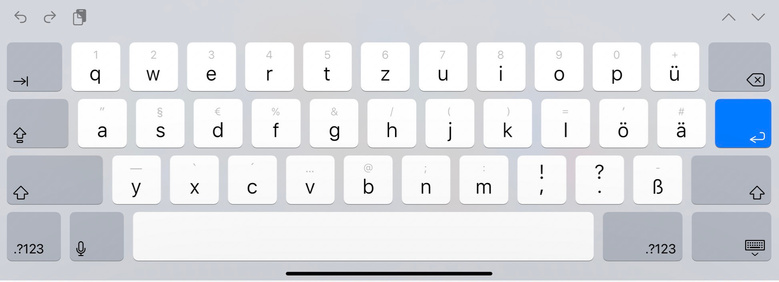 1 2 3 4 5 6 7 8 9 0 +
q w e r t z u i o p ü
" § € % & / ( ) = ' #
a s d f g h j k l ö ä
— ` ´ … @ ; : ! ? -
y x c v b n m , . ß
.?123 .?123